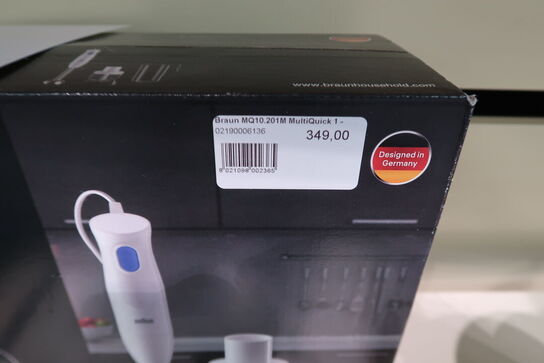 www.braunhousehold.com
Braun MQ10.201M MultiQuick 1 -
02190006136
349,00
8 021098 002365
Designed in
Germany